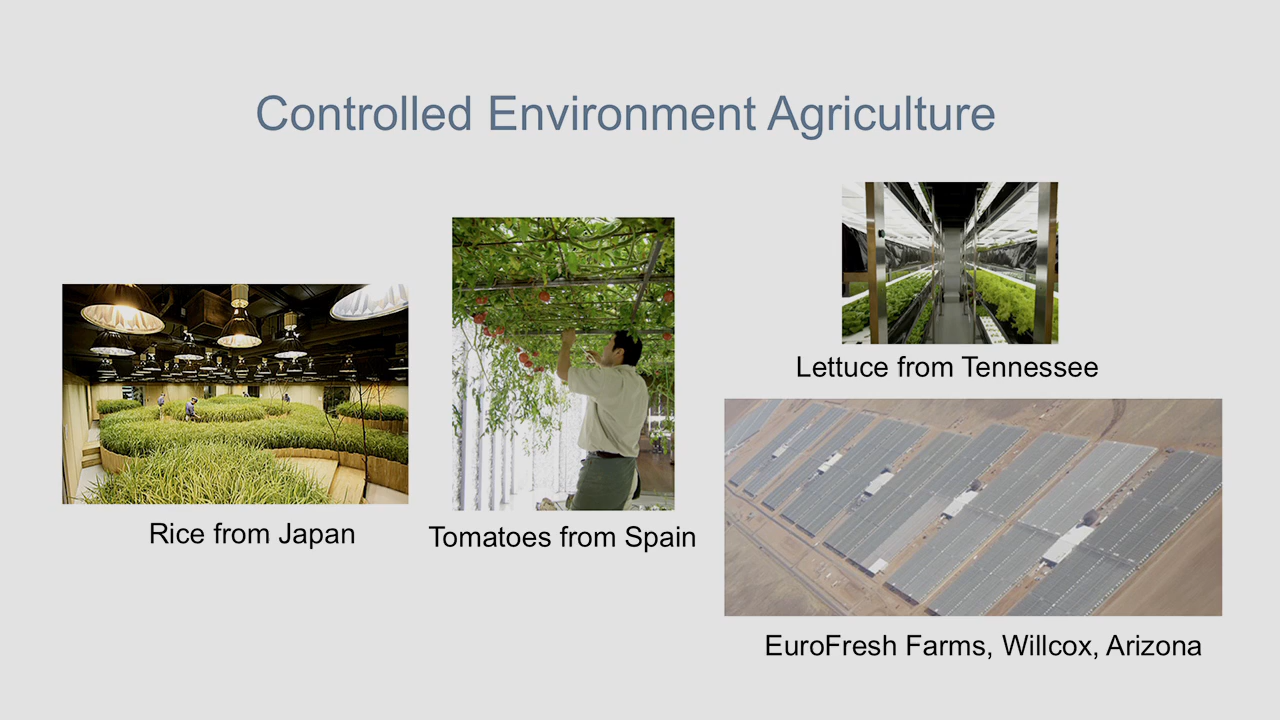 Controlled Environment Agriculture
Lettuce from Tennessee
Rice from Japan
Tomatoes from Spain
EuroFresh Farms, Willcox, Arizona